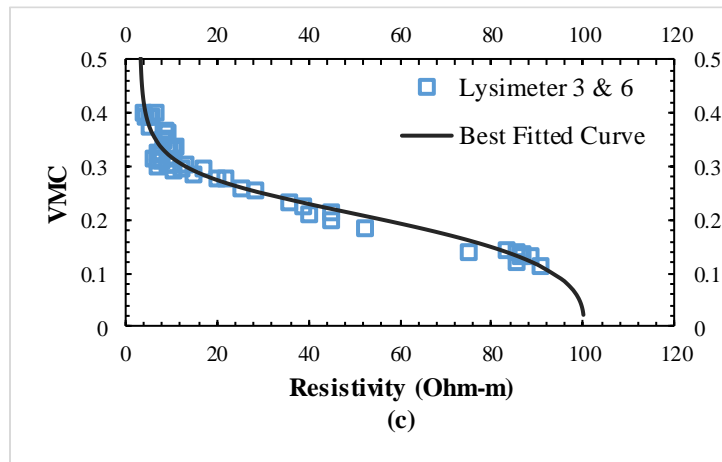 0 20 40 60 80 100 120
0.5 0.5
Lysimeter 3 & 6
0.4 0.4
Best Fitted Curve
0.3 0.3
VMC
0.2 0.2
0.1 0.1
0 0
0 20 40 60 80 100 120
Resistivity (Ohm-m)
(c)